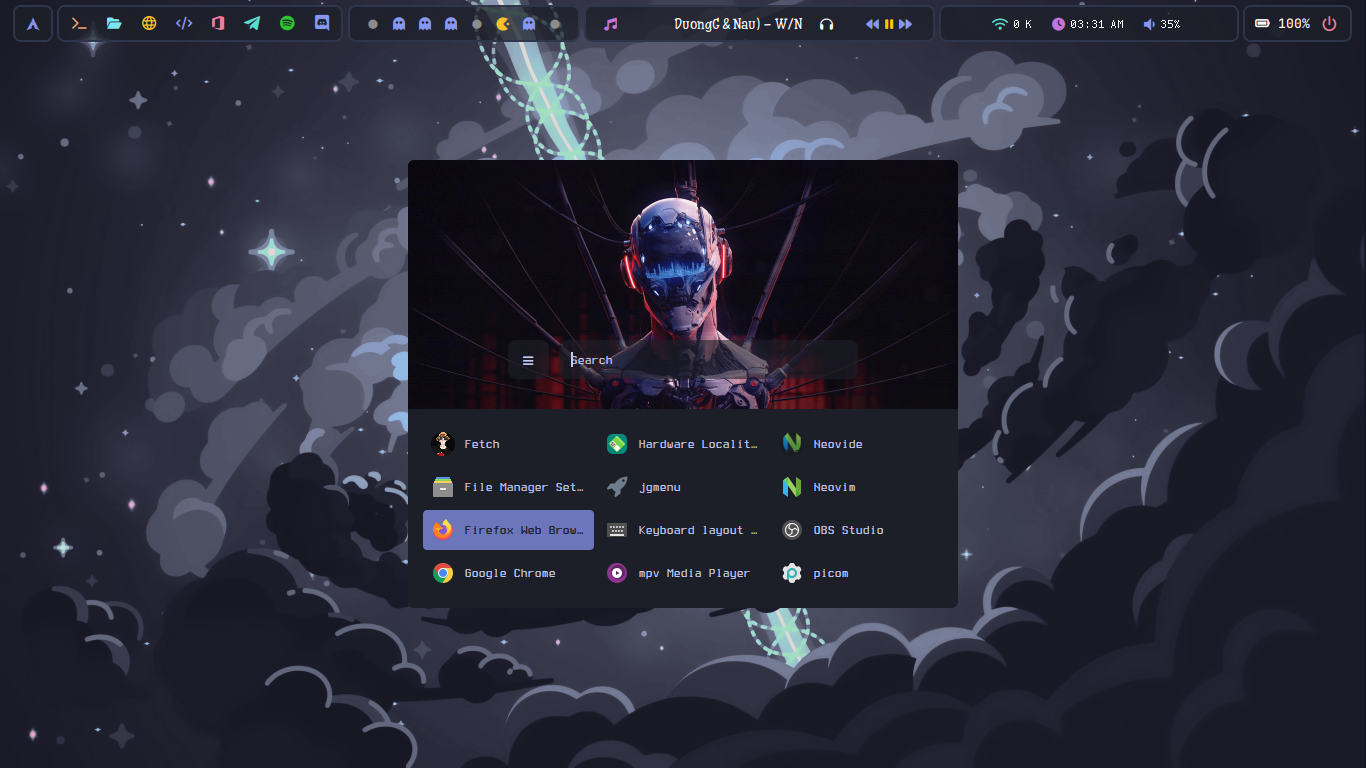 DuongG & Nâu) - W/N
0 K
03:31 AM
35%
100%
Search
Fetch
Hardware Localit…
Neovide
File Manager Set…
jgmenu
Neovim
Firefox Web Brow…
Keyboard layout …
OBS Studio
Google Chrome
mpv Media Player
picom